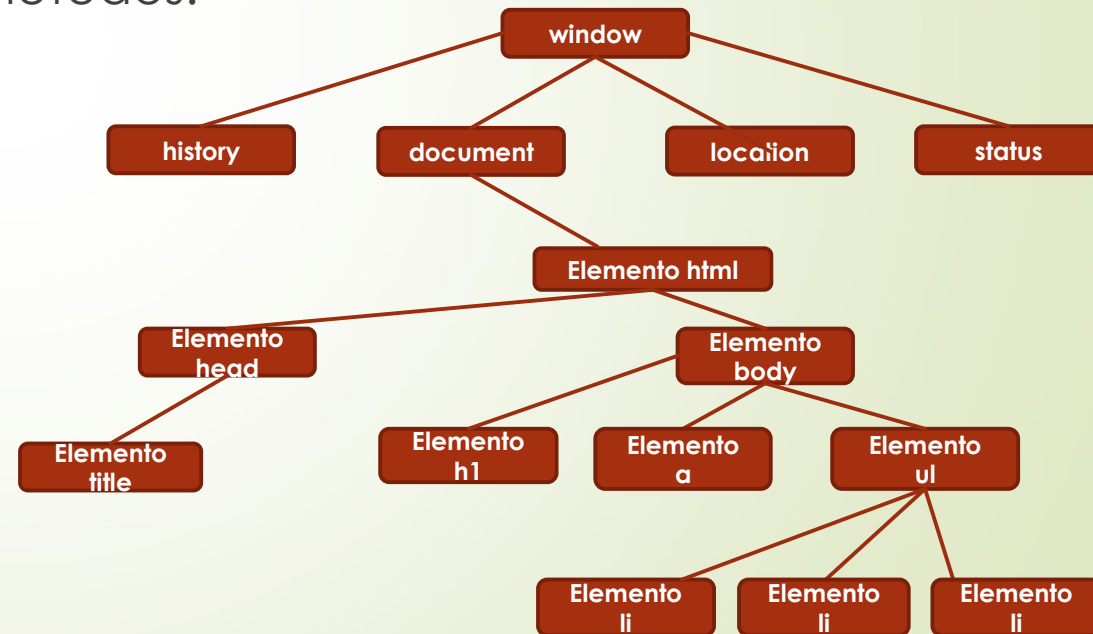 window
history
document
location
status
Elemento html
Elemento
head
Elemento
body
Elemento
title
Elemento
h1
Elemento
a
Elemento
ul
Elemento
li
Elemento
li
Elemento
li